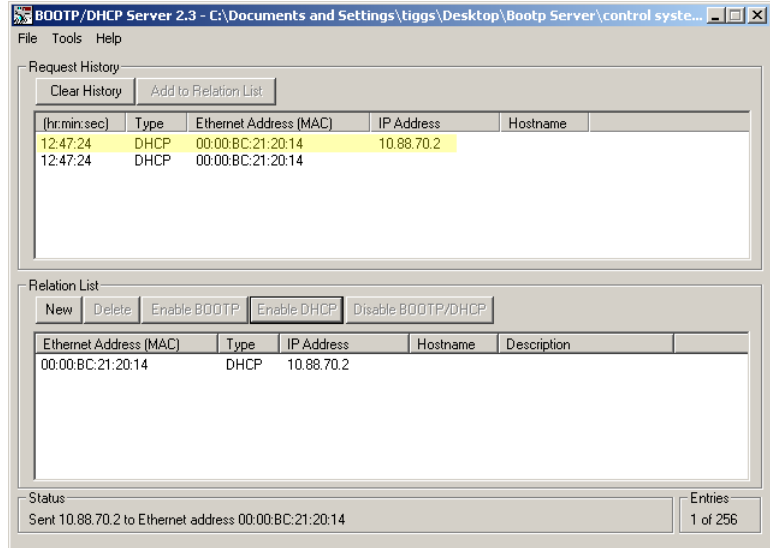 BOOTP/DHCP Server 2.3 - C:\Documents and Settings\tiggs\Desktop\Bootp Server\control syste...
File Tools Help
Request History
Clear History Add to Relation List
(hr:min:sec) Type Ethernet Address (MAC) IP Address Hostname
12:47:24 DHCP 00:00:BC:21:20:14 10.88.70.2
12:47:24 DHCP 00:00:BC:21:20:14
Relation List
New Delete Enable BOOTP Enable DHCP Disable BOOTP/DHCP
Ethernet Address (MAC) Type IP Address Hostname Description
00:00:BC:21:20:14 DHCP 10.88.70.2
Status
Sent 10.88.70.2 to Ethernet address 00:00:BC:21:20:14
Entries
1 of 256